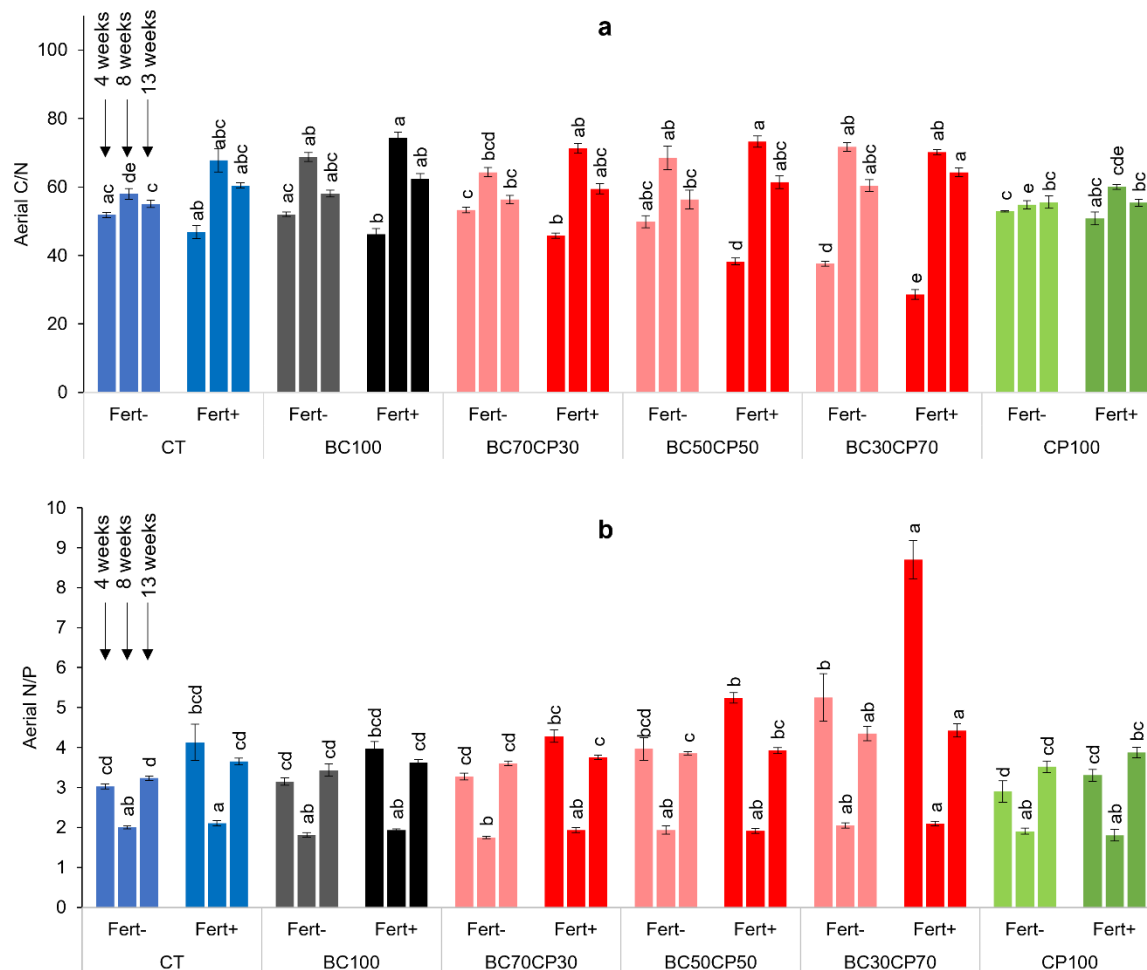 a
100
80
60
40
20
0
Aerial C/N
4 weeks
8 weeks
13 weeks
ac de c ab abc abc
ac ab abc b a ab
c bcd bc b ab abc
abc ab bc d a abc
d ab abc e ab a
c e bc abc cde bc
Fert- Fert+ Fert- Fert+ Fert- Fert+ Fert- Fert+ Fert- Fert+ Fert- Fert+
CT BC100 BC70CP30 BC50CP50 BC30CP70 CP100
b
10
9
8
7
6
5
4
3
2
1
0
Aerial N/P
4 weeks
8 weeks
13 weeks
cd ab d bcd a cd
cd ab cd bcd ab cd
cd b cd bc ab c
bcd ab c b ab bc
b ab ab a a a
d ab cd cd ab bc
Fert- Fert+ Fert- Fert+ Fert- Fert+ Fert- Fert+ Fert- Fert+ Fert- Fert+
CT BC100 BC70CP30 BC50CP50 BC30CP70 CP100